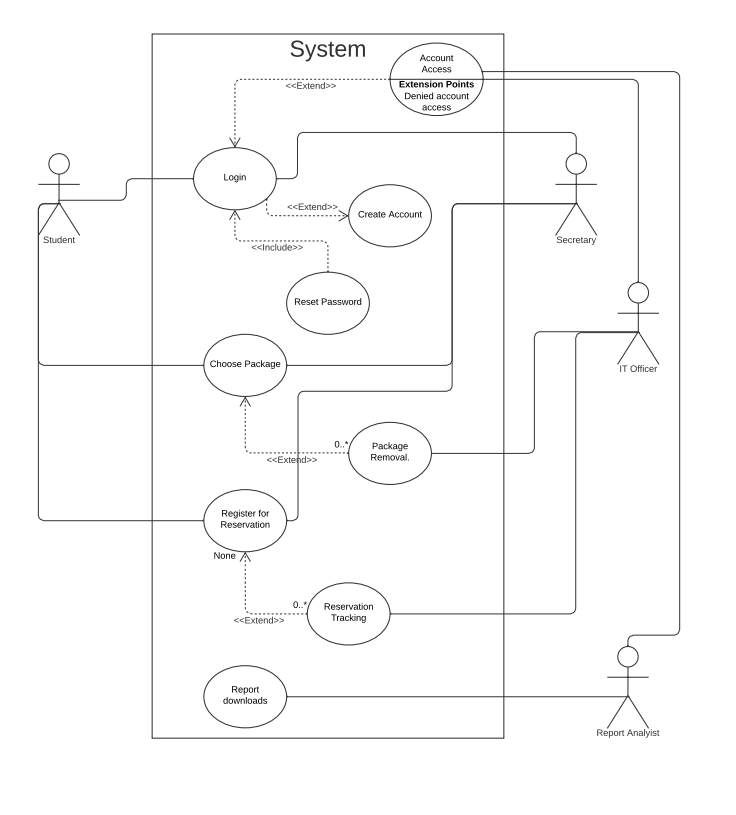 System
Account
Access
Extension Points
Denied account
access
<<Extend>>
Login
<<Extend>>
Create Account
Student
Secretary
<<Include>>
Reset Password
Choose Package
IT Officer
0..*
Package
Removal.
<<Extend>>
Register for
Reservation
None
0..*
Reservation
Tracking
<<Extend>>
Report
downloads
Report Analyist